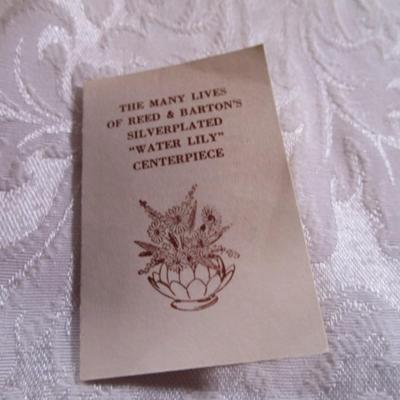 THE MANY LIVES
OF REED & BARTON'S
SILVERPLATED
"WATER LILY"
CENTERPIECE